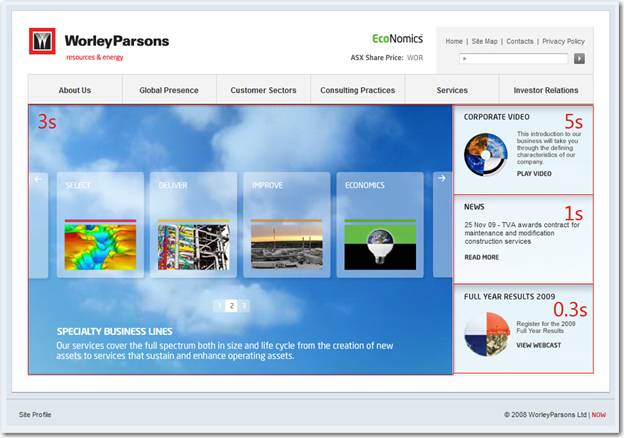 WorleyParsons
resources & energy
EcoNomics
ASX Share Price: WOR
Home | Site Map | Contacts | Privacy Policy
About Us
Global Presence
Customer Sectors
Consulting Practices
Services
Investor Relations
3s
SELECT
DELIVER
IMPROVE
ECONOMICS
1 2 3
SPECIALTY BUSINESS LINES
Our services cover the full spectrum both in size and life cycle from the creation of new
assets to services that sustain and enhance operating assets.
CORPORATE VIDEO
5s
This introduction to our
business will take you
through the defining
characteristics of our
company.
PLAY VIDEO
NEWS
1s
25 Nov 09 - TVA awards contract for
maintenance and modification
construction services
READ MORE
FULL YEAR RESULTS 2009
0.3s
Register for the 2009
Full Year Results
VIEW WEBCAST
Site Profile
© 2008 WorleyParsons Ltd | NOW